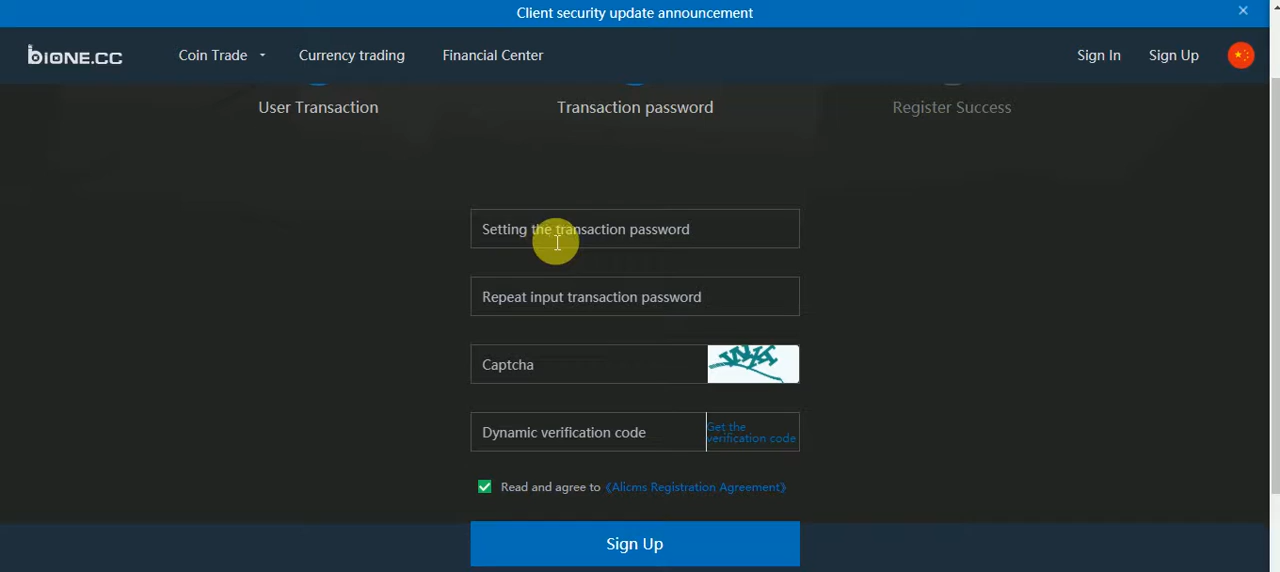 Client security update announcement
bIONE.CC
Coin Trade
Currency trading
Financial Center
Sign In
Sign Up
User Transaction
Transaction password
Register Success
Setting the transaction password
Repeat input transaction password
Captcha
Dynamic verification code
Get the
verification code
Read and agree to 《Alicms Registration Agreement》
Sign Up